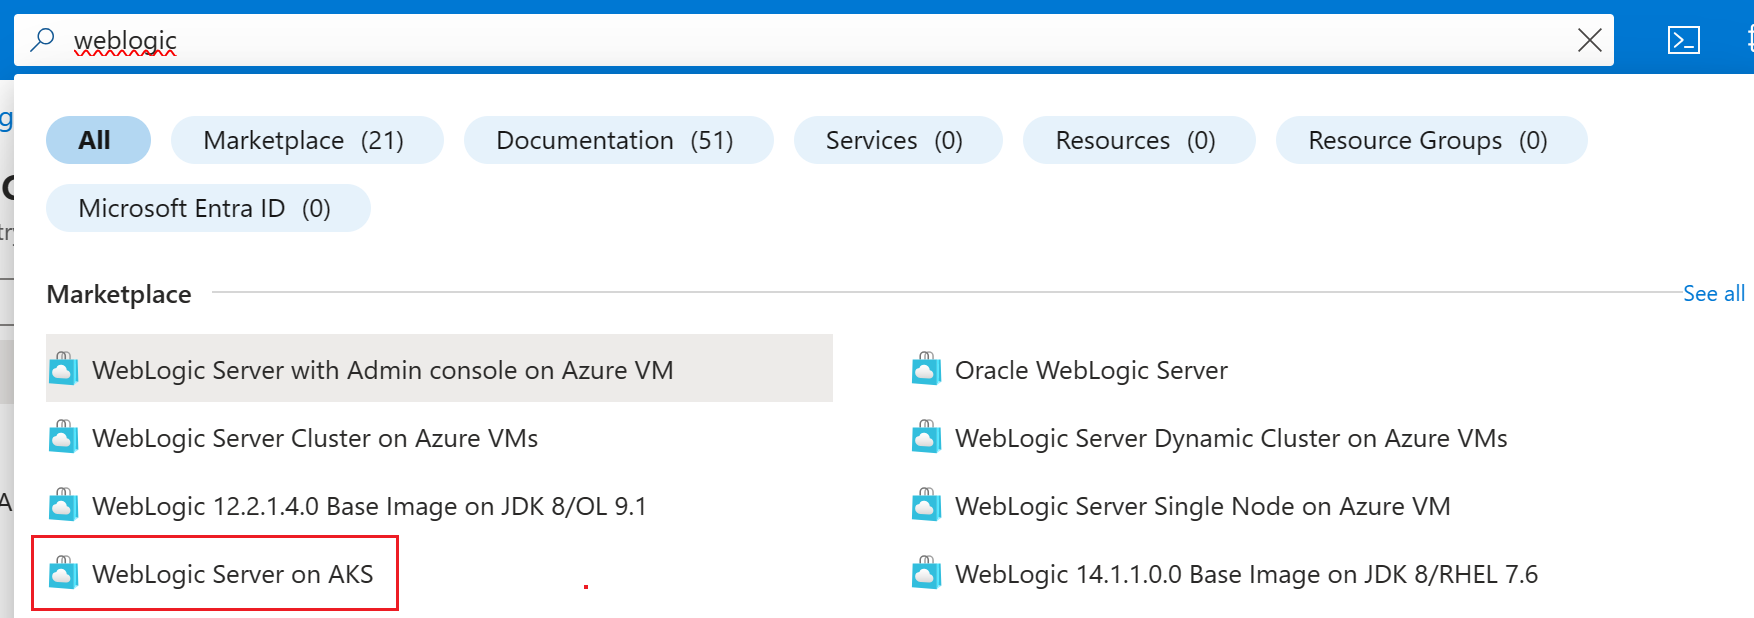 weblogic
All
Marketplace (21)
Documentation (51)
Services (0)
Resources (0)
Resource Groups (0)
Microsoft Entra ID (0)
Marketplace
See all
WebLogic Server with Admin console on Azure VM
Oracle WebLogic Server
WebLogic Server Cluster on Azure VMs
WebLogic Server Dynamic Cluster on Azure VMs
WebLogic 12.2.1.4.0 Base Image on JDK 8/OL 9.1
WebLogic Server Single Node on Azure VM
WebLogic Server on AKS
WebLogic 14.1.1.0.0 Base Image on JDK 8/RHEL 7.6